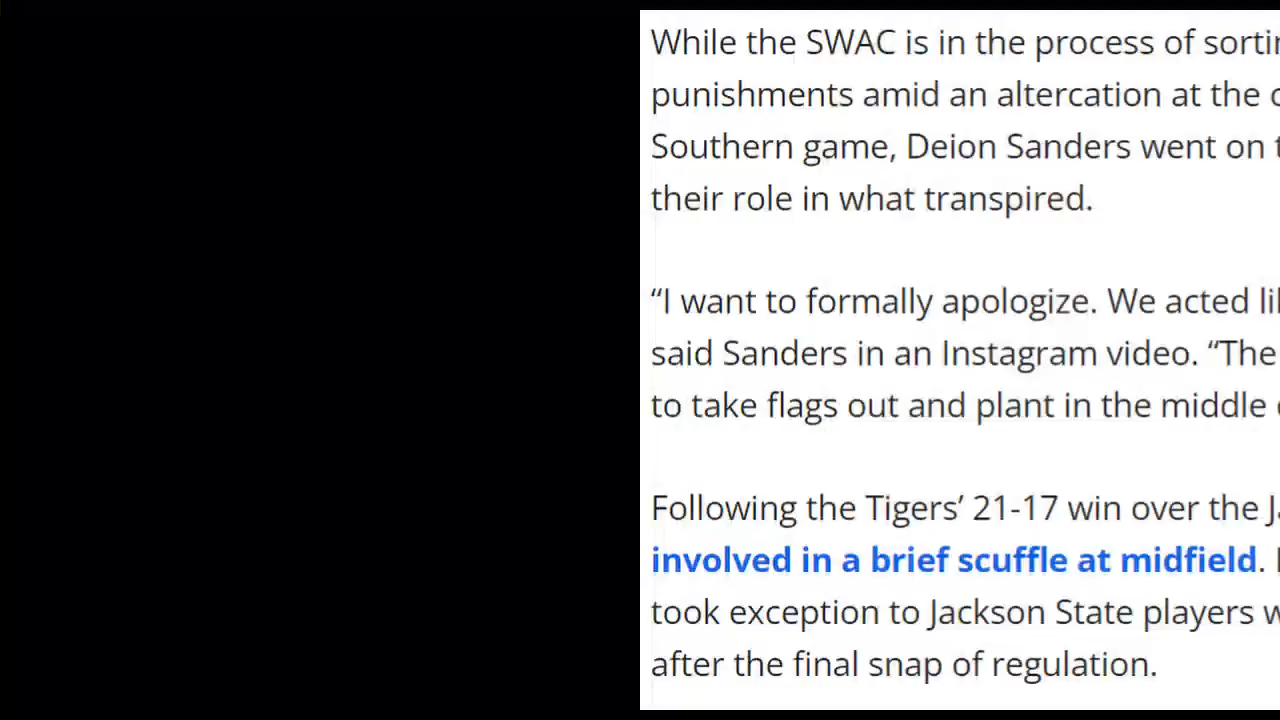 While the SWAC is in the process of
punishments amid an altercation at the
Southern game, Deion Sanders went on
their role in what transpired.
“I want to formally apologize. We acted
said Sanders in an Instagram video. “The
to take flags out and plant in the middle
Following the Tigers’ 21-17 win over the
involved in a brief scuffle at midfield.
took exception to Jackson State players
after the final snap of regulation.